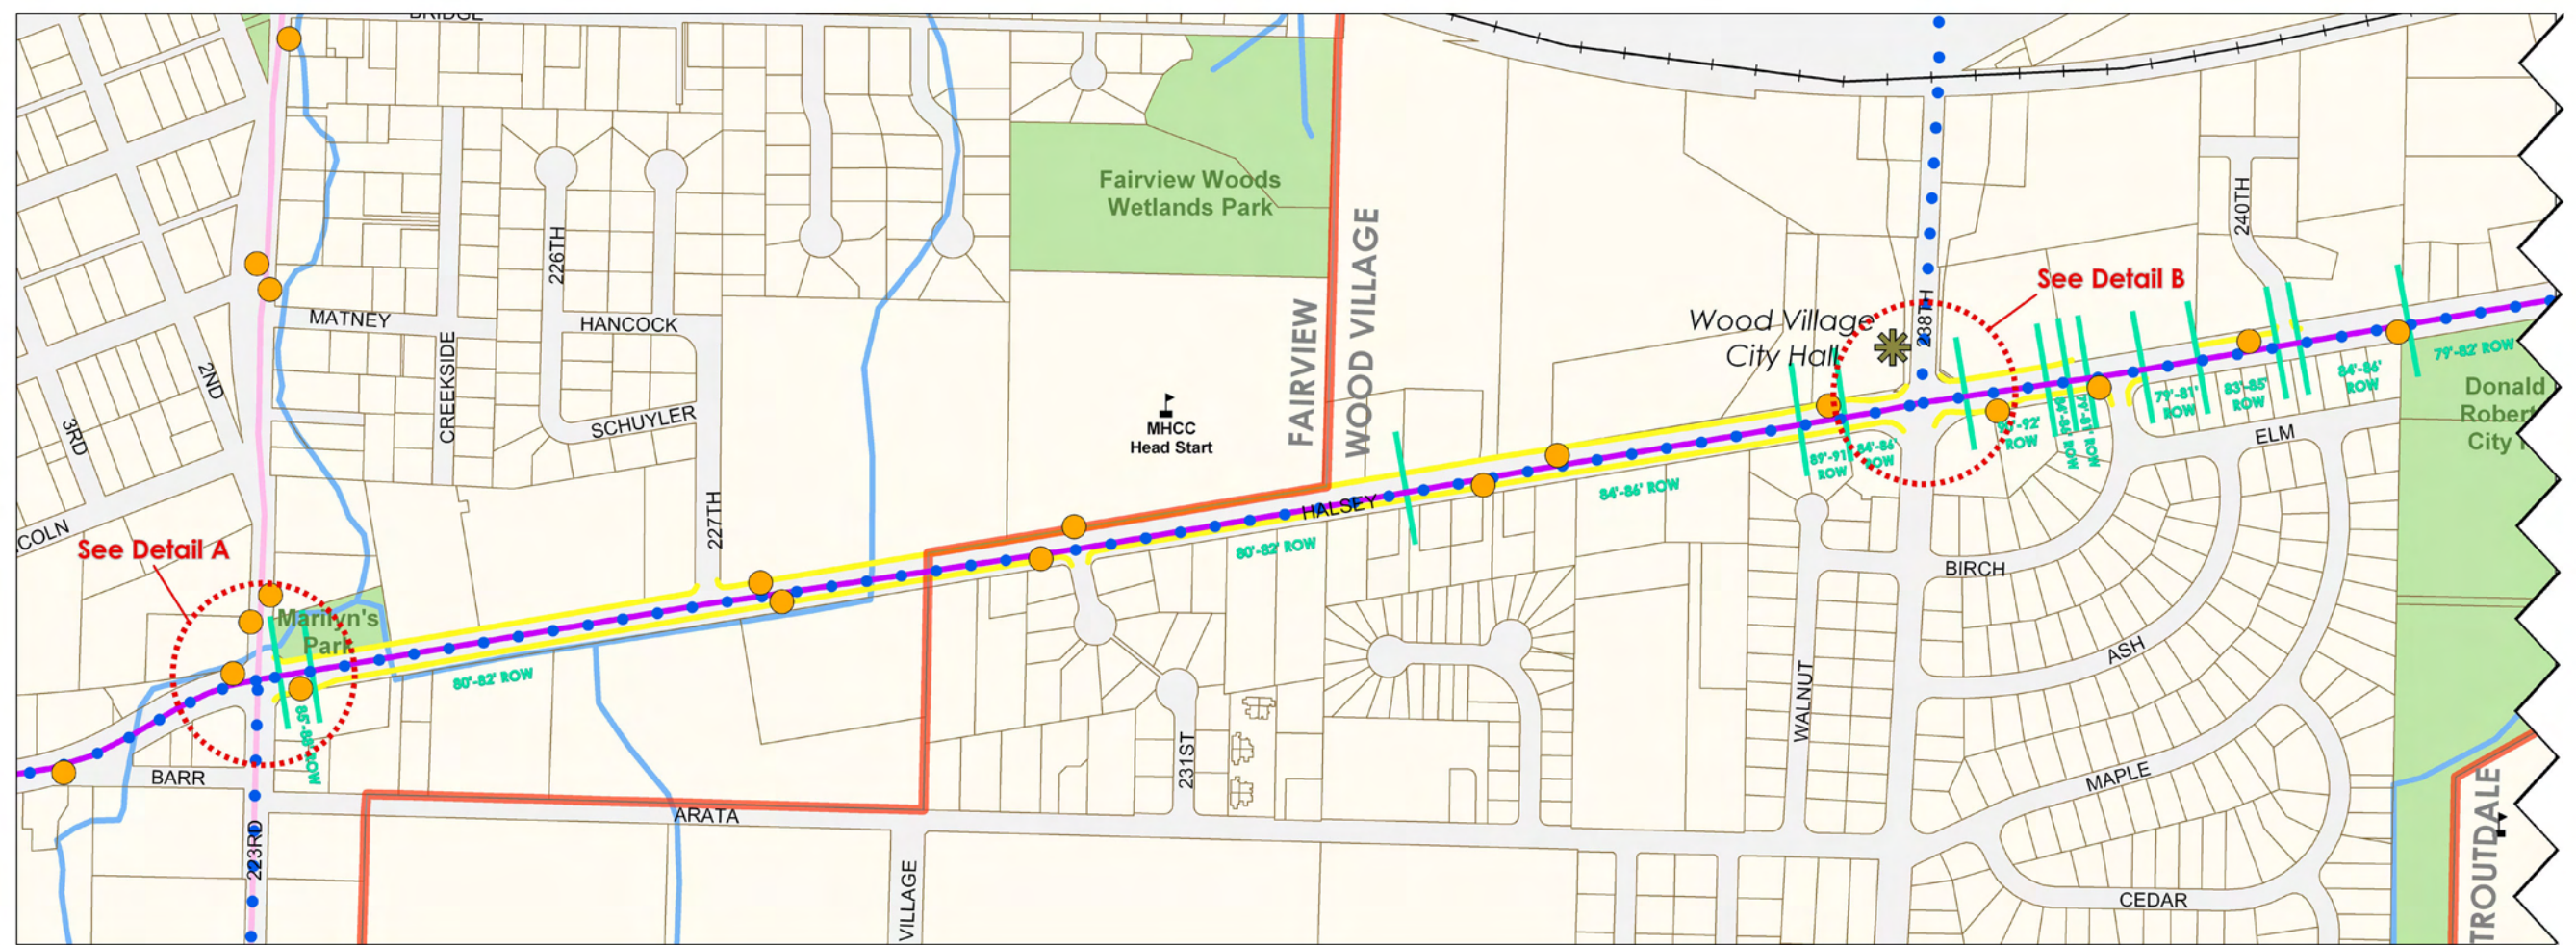 BRIDGE
Fairview Woods
Wetlands Park
FAIRVIEW
WOOD VILLAGE
226TH
240TH
See Detail B
238TH
Wood Village
City Hall
MATNEY
HANCOCK
CREEKSIDE
SCHUYLER
2ND
3RD
COLN
227TH
MHCC
Head Start
HALSEY
79'-82' ROW
84'-86'
ROW
83'-85'
ROW
79'-81'
ROW
-92'
ROW
84'-86'
ROW
89'-91'
ROW
84'-86' ROW
80'-82' ROW
Donald
Robert
City
ELM
See Detail A
Marilyn's
Park
80'-82' ROW
BARR
223RD
ARATA
VILLAGE
231ST
WALNUT
BIRCH
ASH
MAPLE
CEDAR
TROUTDALE